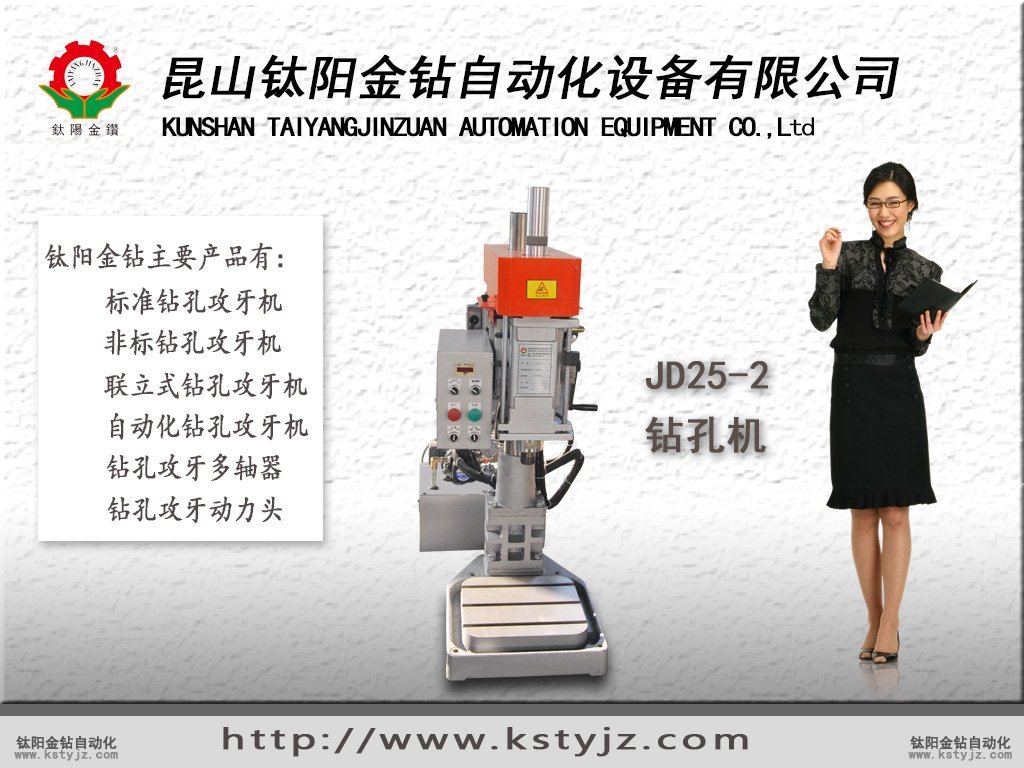 TAIYANGJINZUAN
®
鈦陽金鑽
昆山钛阳金钻自动化设备有限公司
KUNSHAN TAIYANGJINZUAN AUTOMATION EQUIPMENT CO.,Ltd
钛阳金钻主要产品有:
标准钻孔攻牙机
非标钻孔攻牙机
联立式钻孔攻牙机
自动化钻孔攻牙机
钻孔攻牙多轴器
钻孔攻牙动力头
JD25-2
钻孔机
钛阳金钻自动化
www.kstyjz.com
http://www.kstyjz.com
钛阳金钻自动化
www.kstyjz.com